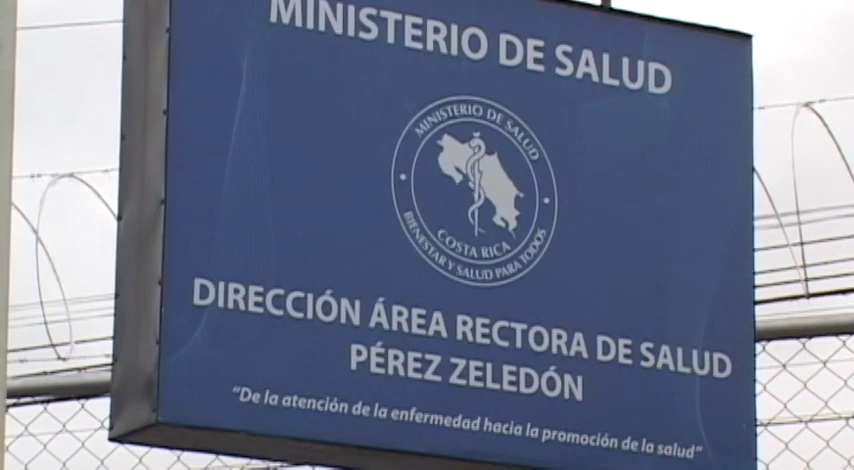 MINISTERIO DE SALUD
MINISTERIO DE SALUD
COSTA RICA
BIENESTAR Y SALUD PARA TODOS
DIRECCIÓN ÁREA RECTORA DE SALUD
PÉREZ ZELEDÓN
“De la atención de la enfermedad hacia la promoción de la salud”